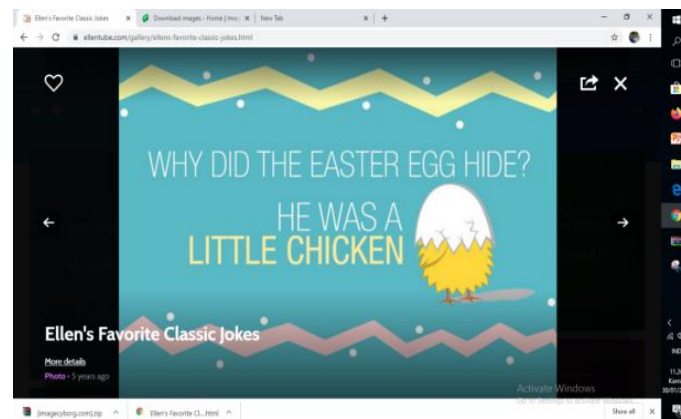 Ellen's Favorite Classic Jokes
Download images - Home
New Tab
ellentube.com/gallery/ellens-favorite-classic-jokes.html
WHY DID THE EASTER EGG HIDE?
HE WAS A
LITTLE CHICKEN
Ellen's Favorite Classic Jokes
More details
Photo • 5 years ago
Activate Windows
[imagecyborg.com].zip
Ellen's Favorite Cl....html
Show all